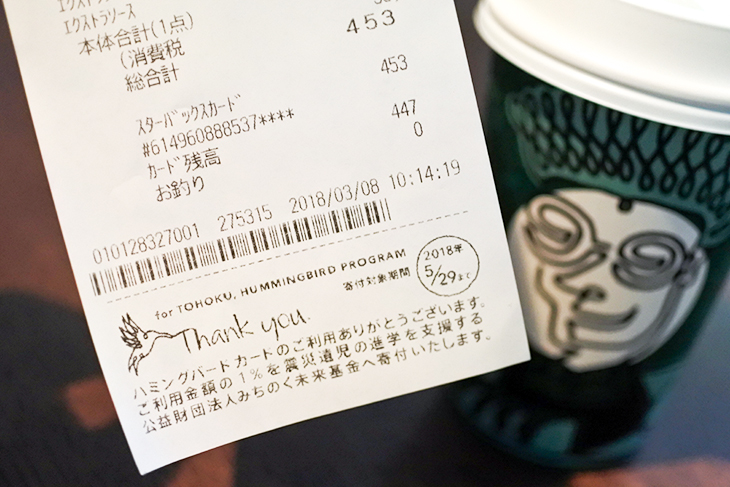 ｴｸｽﾄﾗｿｰｽ
本体合計(1点)
(消費税 453
総合計 453
ｽﾀｰﾊﾞｯｸｽｶｰﾄﾞ
#614960888537**** 447
ｶｰﾄﾞ残高 0
お釣り
010128327001 275315 2018/03/08 10:14:19
for TOHOKU, HUMMINGBIRD PROGRAM
寄付対象期間 2018年 5/29まで
Thank you.
ハミングバードカードのご利用ありがとうございます。
ご利用金額の1%を震災遺児の進学を支援する
公益財団法人みちのく未来基金へ寄付いたします。